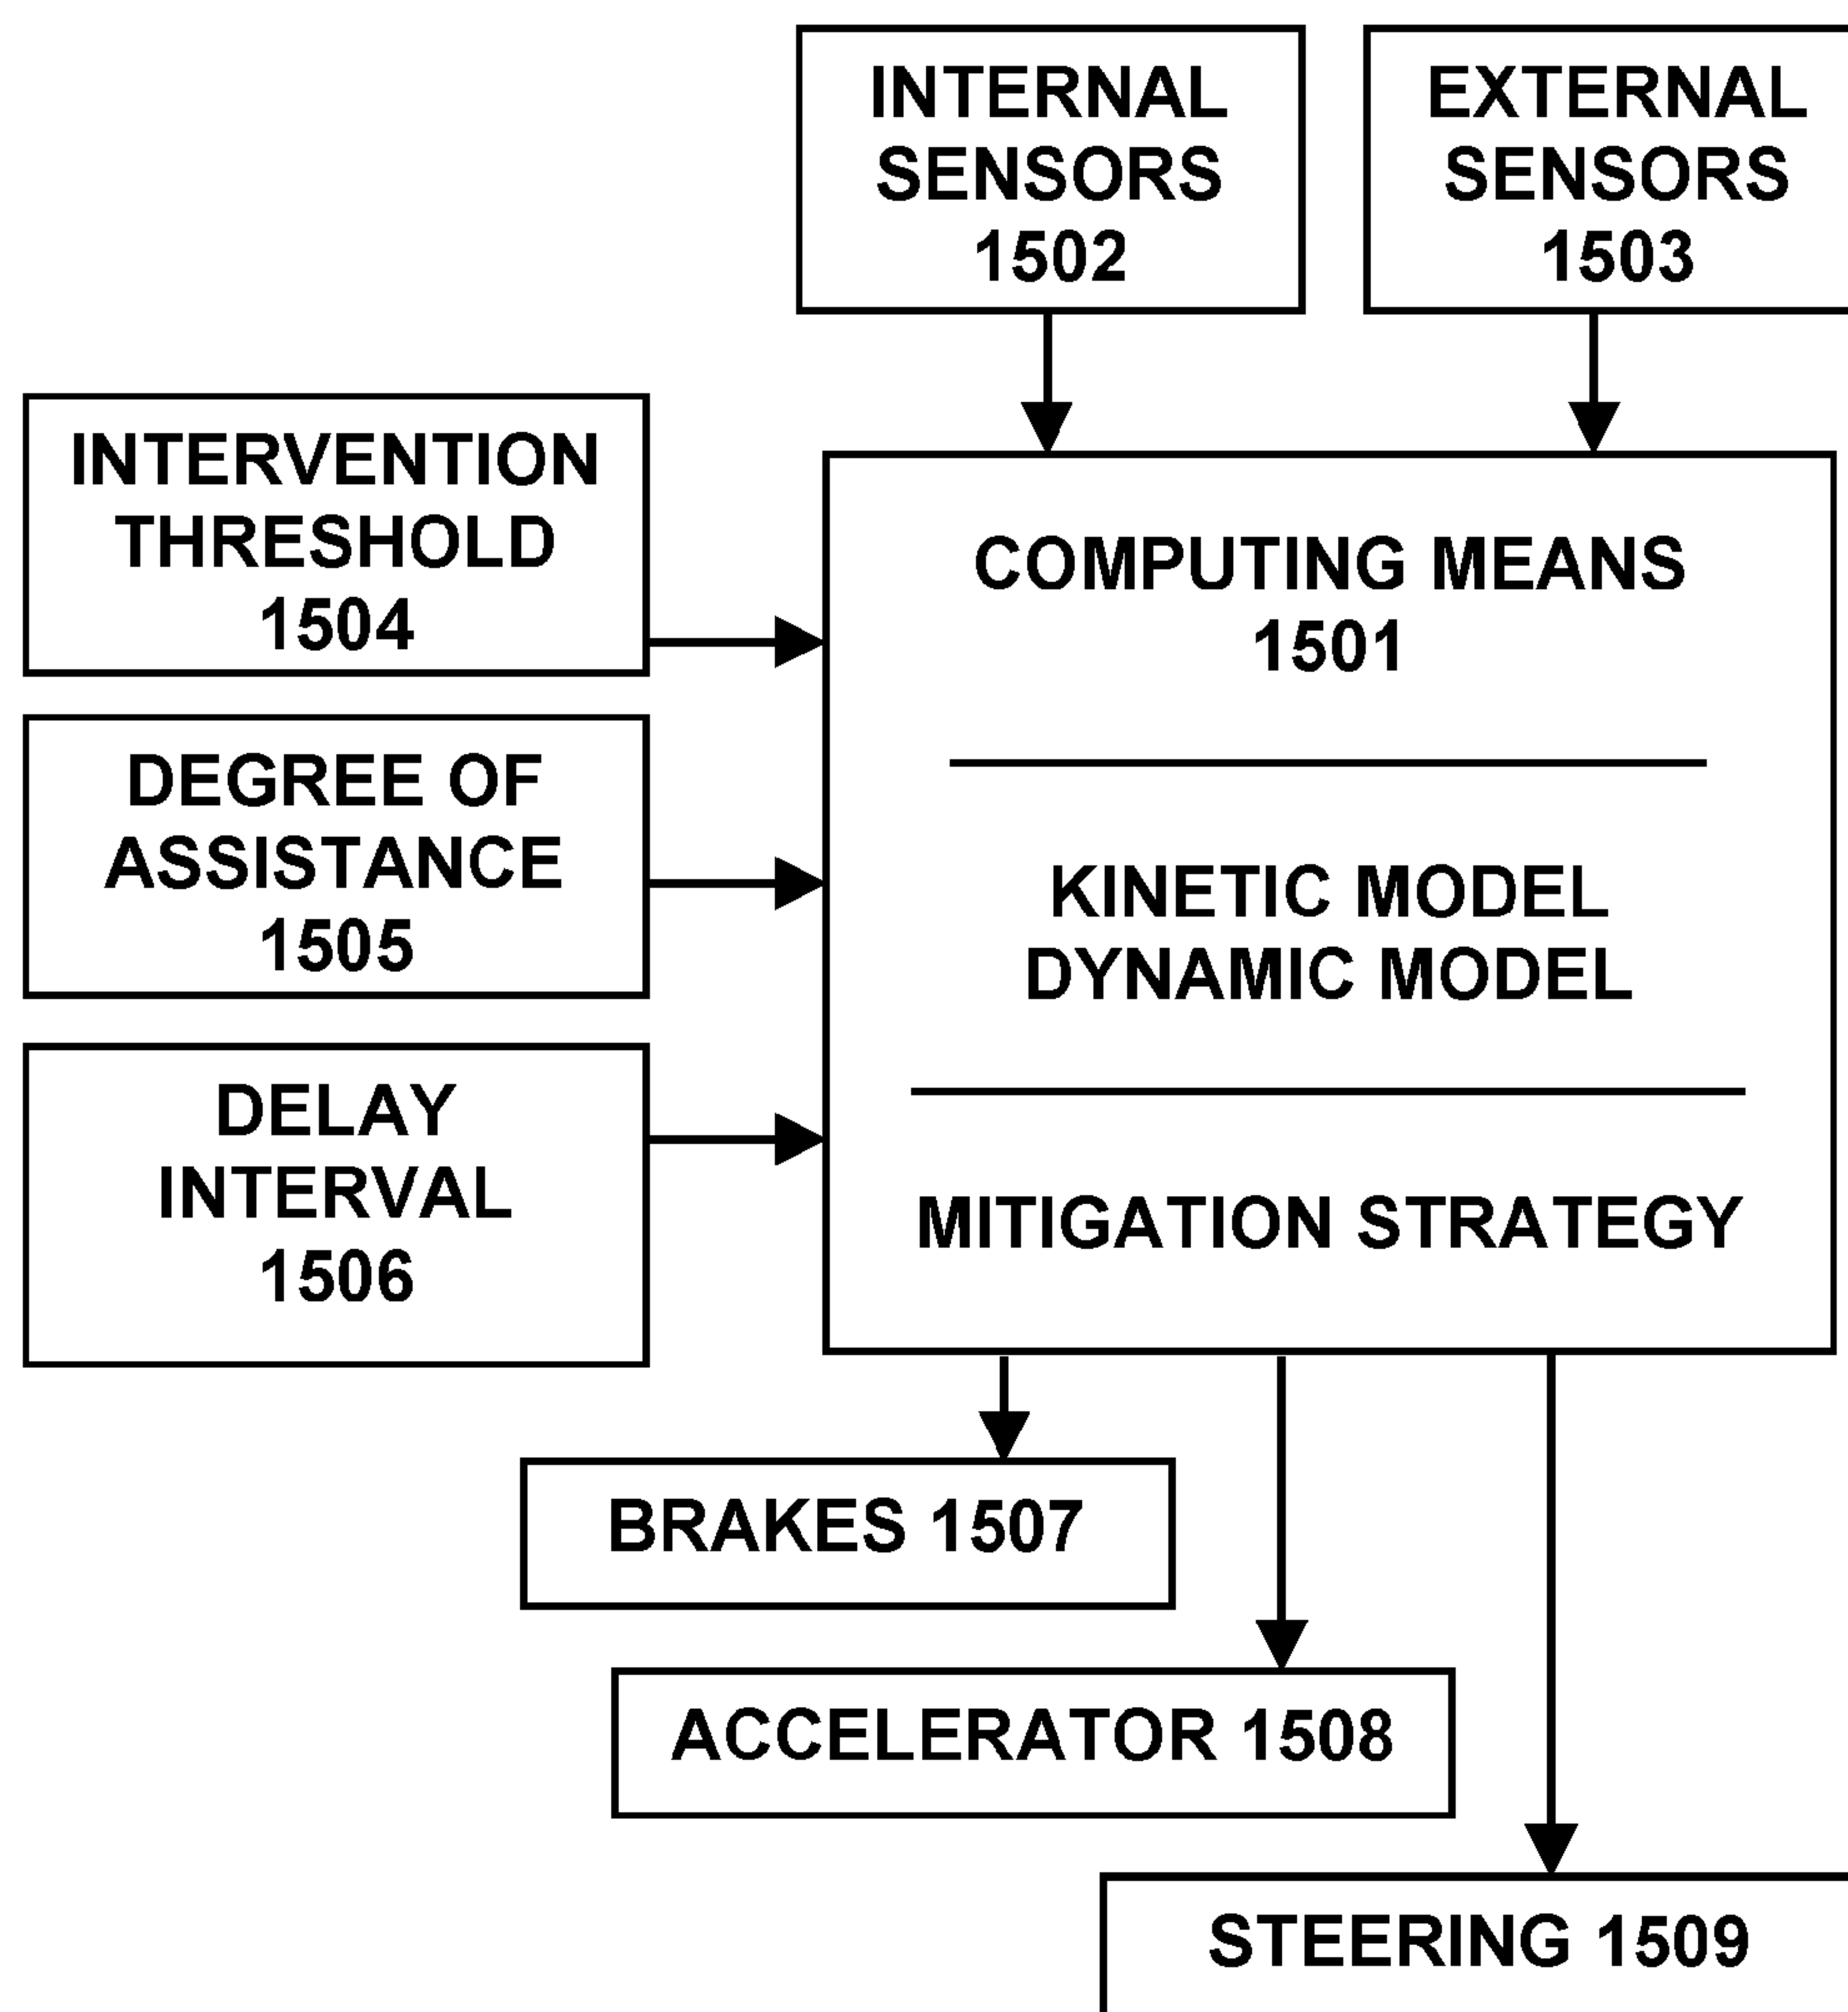 INTERNAL
SENSORS
1502
EXTERNAL
SENSORS
1503
INTERVENTION
THRESHOLD
1504
DEGREE OF
ASSISTANCE
1505
DELAY
INTERVAL
1506
COMPUTING MEANS
1501
KINETIC MODEL
DYNAMIC MODEL
MITIGATION STRATEGY
BRAKES 1507
ACCELERATOR 1508
STEERING 1509